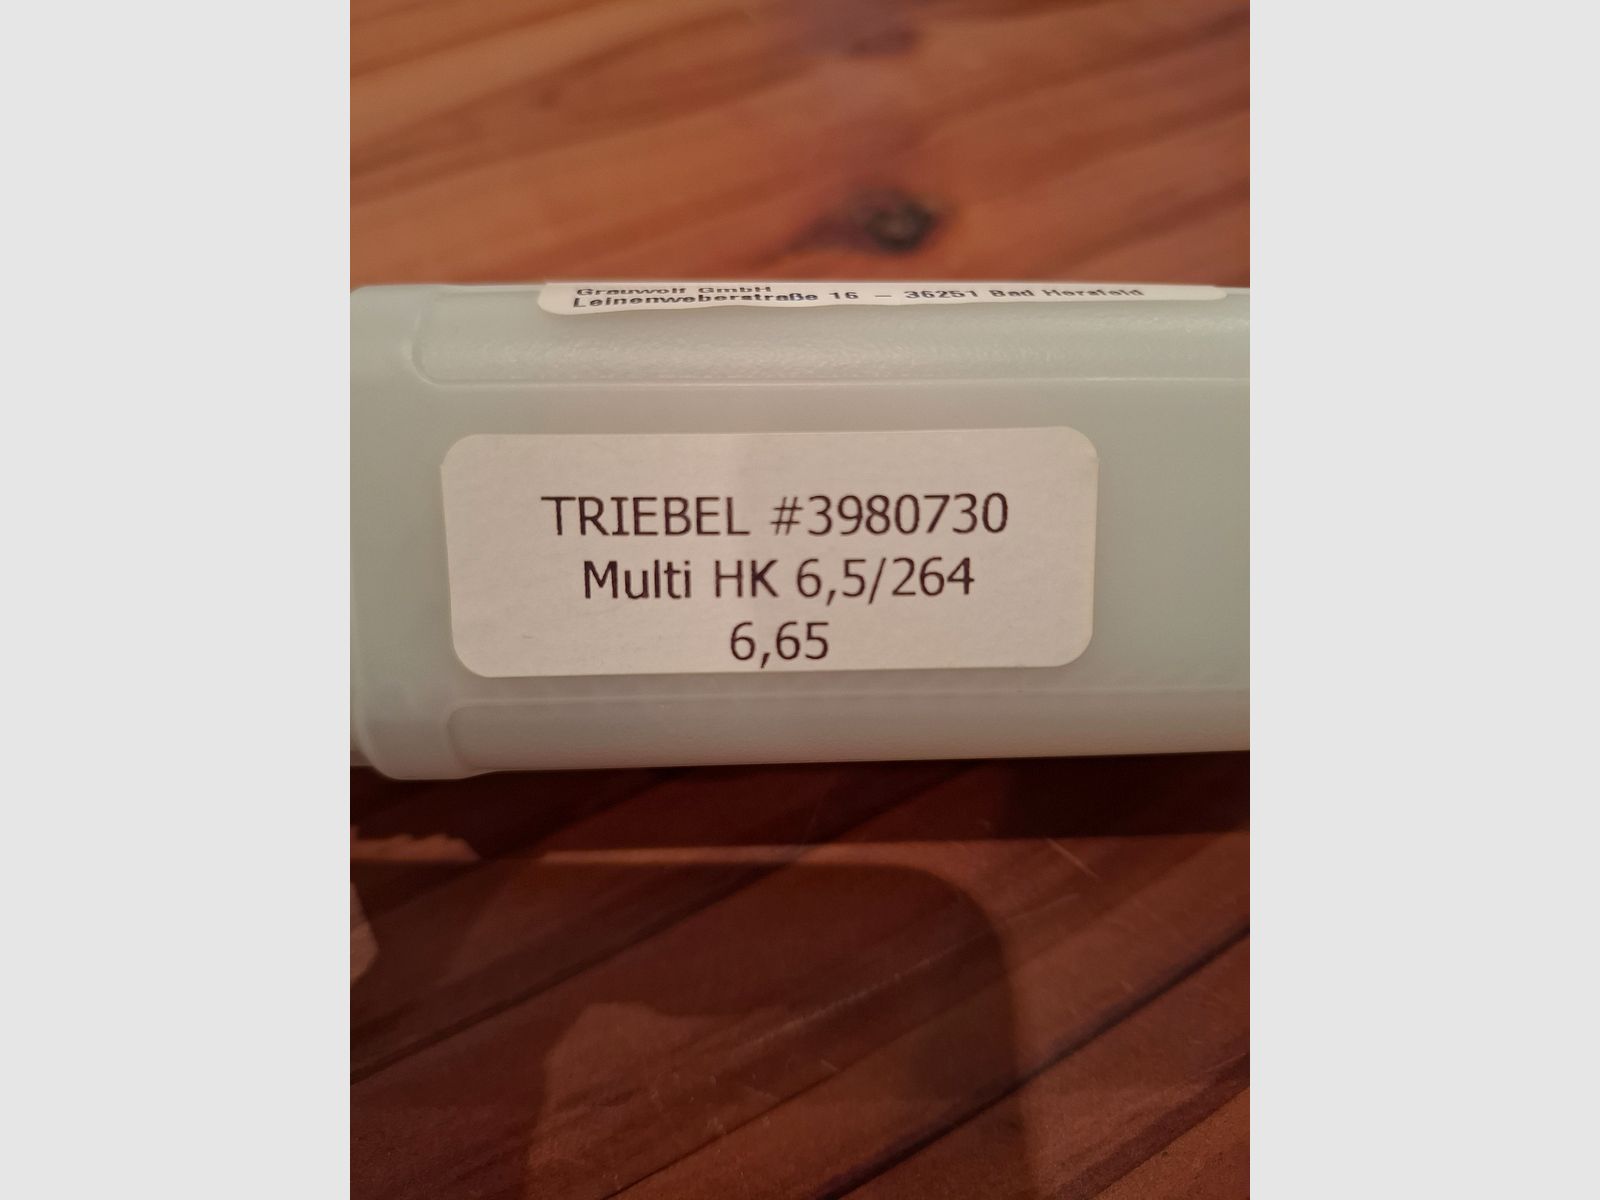 Grauwolf GmbH
Leinenweberstraße 16 – 36251 Bad Hersfeld
TRIEBEL #3980730
Multi HK 6,5/264
6,65